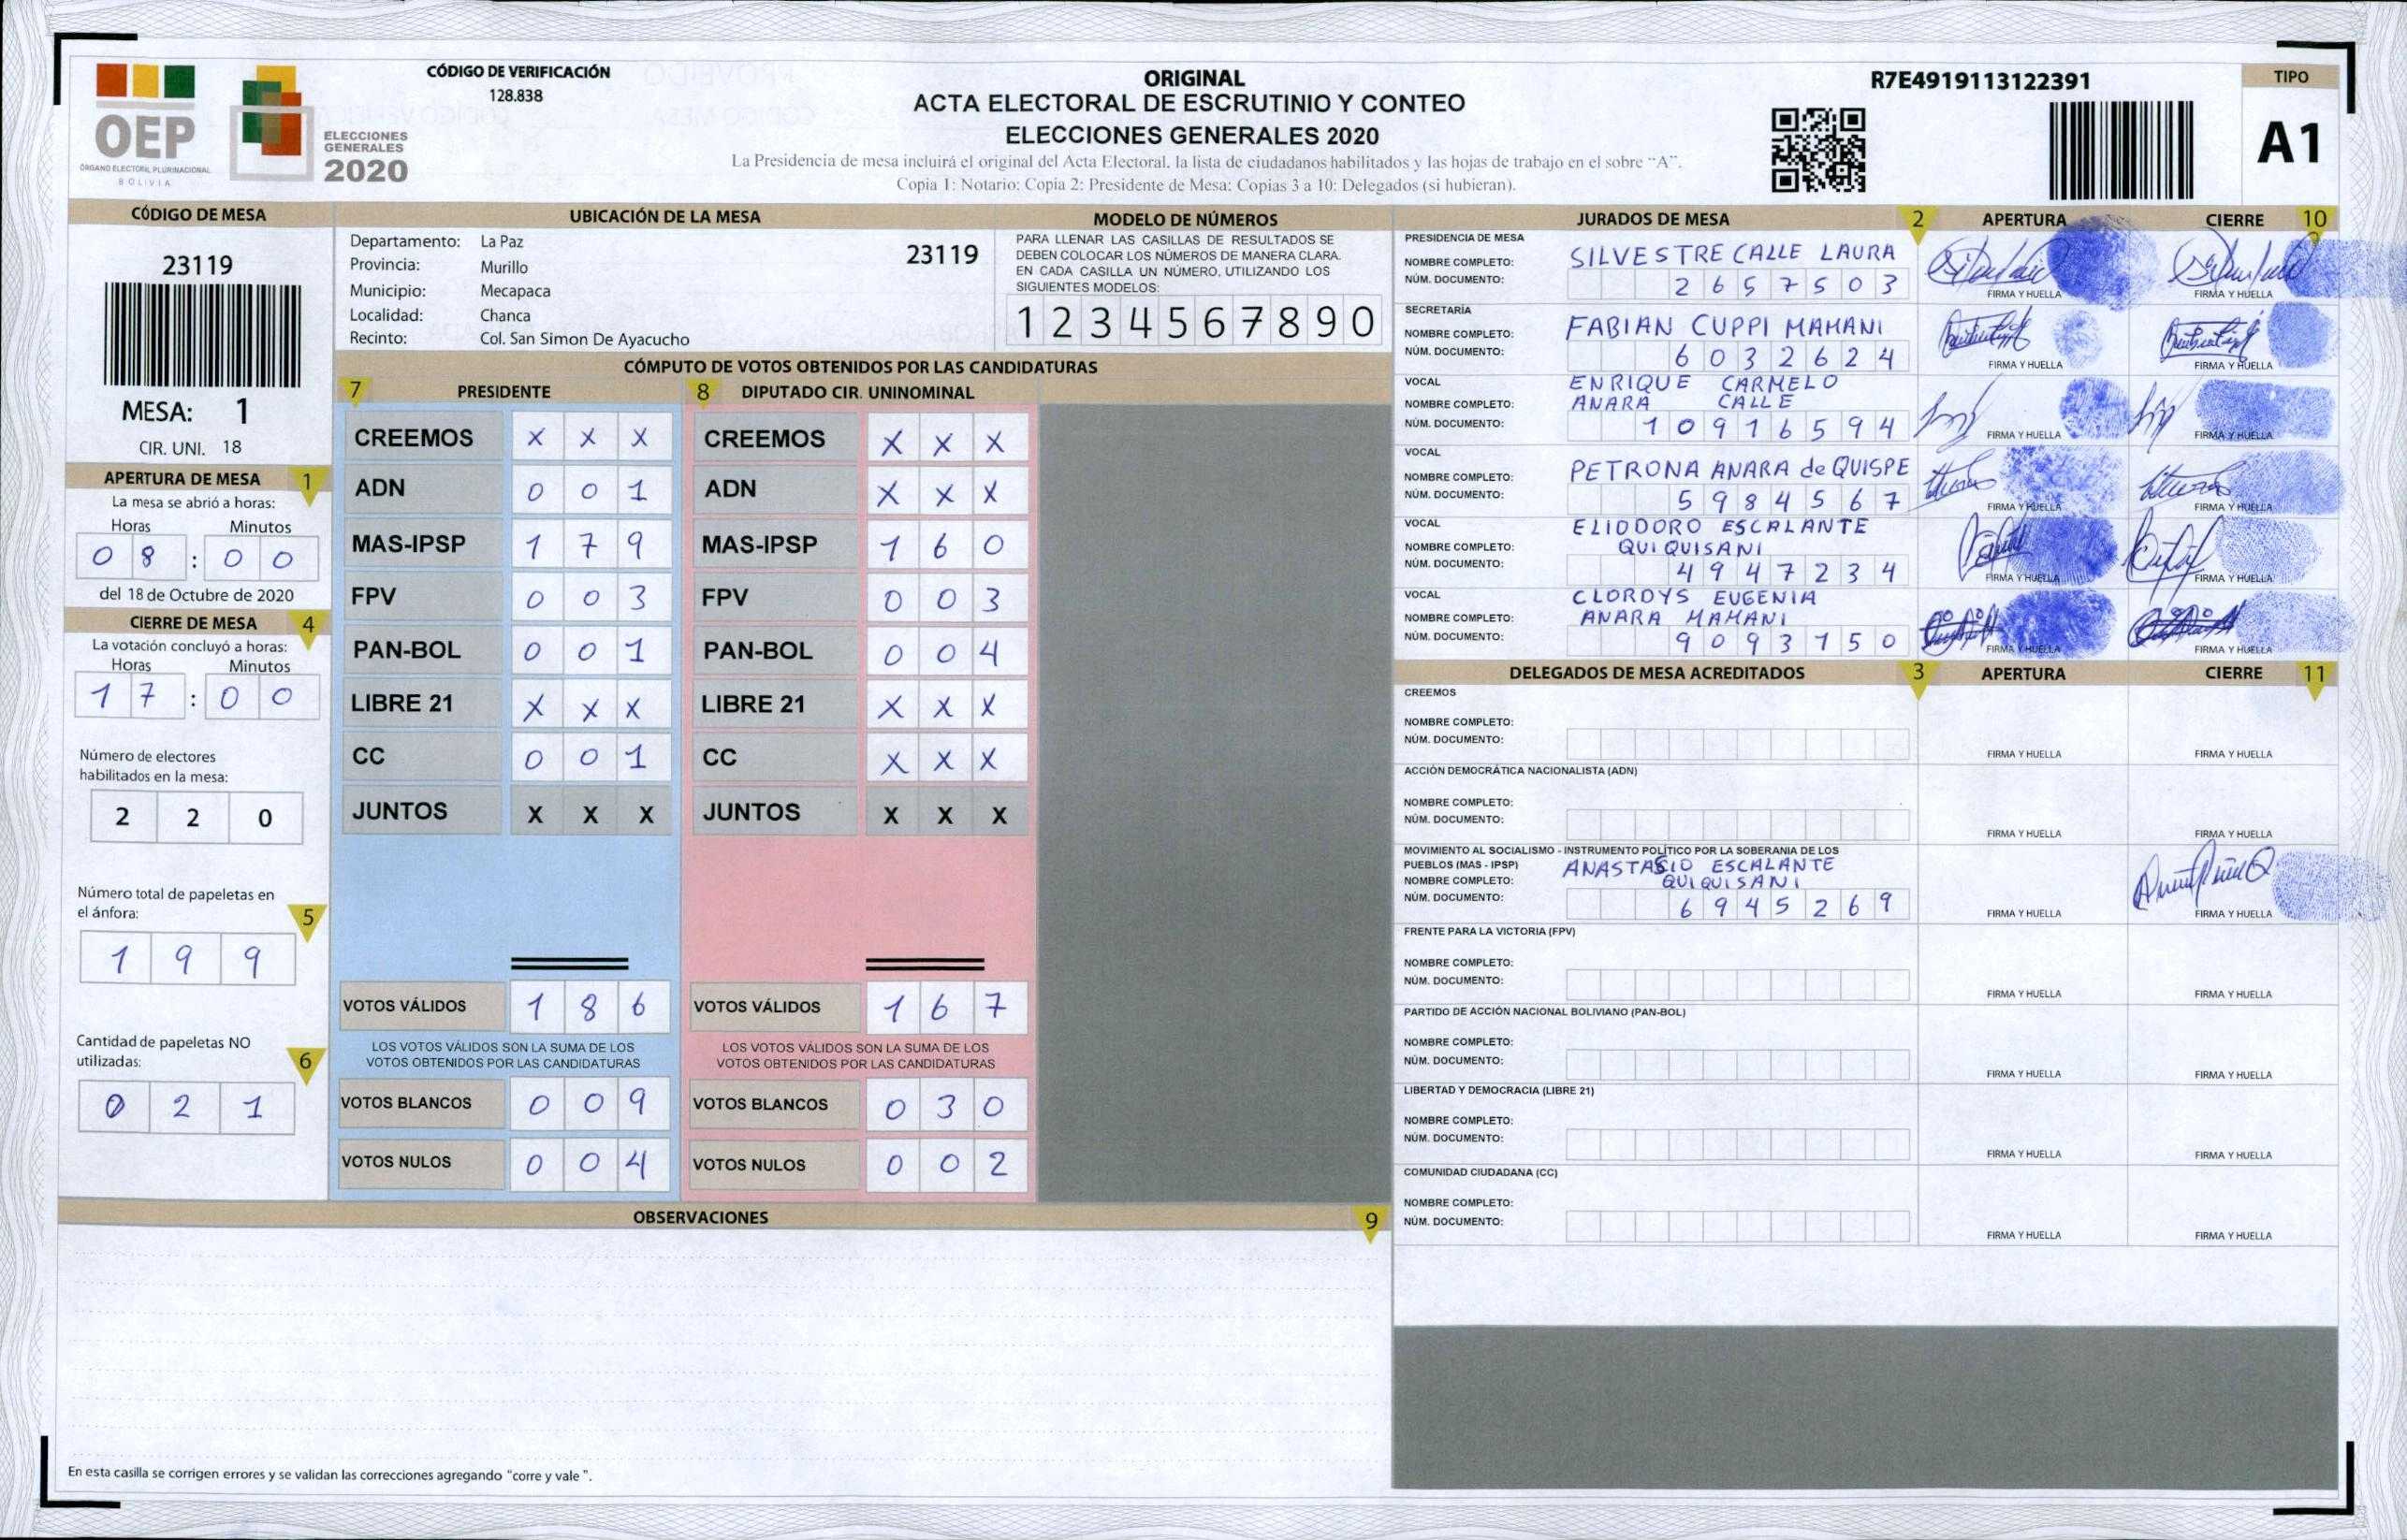 OEP
ÓRGANO ELECTORAL PLURINACIONAL
BOLIVIA
ELECCIONES
GENERALES
2020
CÓDIGO DE VERIFICACIÓN
128.838
ORIGINAL
ACTA ELECTORAL DE ESCRUTINIO Y CONTEO
ELECCIONES GENERALES 2020
La Presidencia de mesa incluirá el original del Acta Electoral, la lista de ciudadanos habilitados y las hojas de trabajo en el sobre "A".
Copia 1: Notario; Copia 2: Presidente de Mesa; Copias 3 a 10: Delegados (si hubieran).
R7E4919113122391
TIPO
A1
CÓDIGO DE MESA
23119
MESA: 1
CIR. UNI. 18
APERTURA DE MESA 1
La mesa se abrió a horas:
Horas Minutos
0 8 : 0 0
del 18 de Octubre de 2020
CIERRE DE MESA 4
La votación concluyó a horas:
Horas Minutos
1 7 : 0 0
Número de electores
habilitados en la mesa:
2 2 0
Número total de papeletas en
el ánfora: 5
1 9 9
Cantidad de papeletas NO
utilizadas: 6
0 2 1
UBICACIÓN DE LA MESA
Departamento: La Paz 23119
Provincia: Murillo
Municipio: Mecapaca
Localidad: Chanca
Recinto: Col. San Simon De Ayacucho
MODELO DE NÚMEROS
PARA LLENAR LAS CASILLAS DE RESULTADOS SE
DEBEN COLOCAR LOS NÚMEROS DE MANERA CLARA.
EN CADA CASILLA UN NÚMERO, UTILIZANDO LOS
SIGUIENTES MODELOS:
1 2 3 4 5 6 7 8 9 0
CÓMPUTO DE VOTOS OBTENIDOS POR LAS CANDIDATURAS
7 PRESIDENTE
CREEMOS X X X
ADN 0 0 1
MAS-IPSP 1 7 9
FPV 0 0 3
PAN-BOL 0 0 1
LIBRE 21 X X X
CC 0 0 1
JUNTOS X X X
VOTOS VÁLIDOS 1 8 6
LOS VOTOS VÁLIDOS SON LA SUMA DE LOS
VOTOS OBTENIDOS POR LAS CANDIDATURAS
VOTOS BLANCOS 0 0 9
VOTOS NULOS 0 0 4
8 DIPUTADO CIR. UNINOMINAL
CREEMOS X X X
ADN X X X
MAS-IPSP 1 6 0
FPV 0 0 3
PAN-BOL 0 0 4
LIBRE 21 X X X
CC X X X
JUNTOS X X X
VOTOS VÁLIDOS 1 6 7
LOS VOTOS VÁLIDOS SON LA SUMA DE LOS
VOTOS OBTENIDOS POR LAS CANDIDATURAS
VOTOS BLANCOS 0 3 0
VOTOS NULOS 0 0 2
OBSERVACIONES 9
En esta casilla se corrigen errores y se validan las correcciones agregando "corre y vale".
JURADOS DE MESA 2 APERTURA CIERRE 10
PRESIDENCIA DE MESA
NOMBRE COMPLETO: SILVESTRE CALLE LAURA
NÚM. DOCUMENTO: 2 6 5 7 5 0 3
FIRMA Y HUELLA FIRMA Y HUELLA
SECRETARÍA
NOMBRE COMPLETO: FABIAN CUPPI MAMANI
NÚM. DOCUMENTO: 6 0 3 2 6 2 4
FIRMA Y HUELLA FIRMA Y HUELLA
VOCAL
NOMBRE COMPLETO: ENRIQUE CARMELO
ANARA CALLE
NÚM. DOCUMENTO: 1 0 9 1 6 5 9 4
FIRMA Y HUELLA FIRMA Y HUELLA
VOCAL
NOMBRE COMPLETO: PETRONA ANARA de QUISPE
NÚM. DOCUMENTO: 5 9 8 4 5 6 7
FIRMA Y HUELLA FIRMA Y HUELLA
VOCAL
NOMBRE COMPLETO: ELIODORO ESCALANTE
QUIQUISANI
NÚM. DOCUMENTO: 4 9 4 7 2 3 4
FIRMA Y HUELLA FIRMA Y HUELLA
VOCAL
NOMBRE COMPLETO: CLORDYS EUGENIA
ANARA MAMANI
NÚM. DOCUMENTO: 9 0 9 3 1 5 0
FIRMA Y HUELLA FIRMA Y HUELLA
DELEGADOS DE MESA ACREDITADOS 3 APERTURA CIERRE 11
CREEMOS
NOMBRE COMPLETO:
NÚM. DOCUMENTO:
FIRMA Y HUELLA FIRMA Y HUELLA
ACCIÓN DEMOCRÁTICA NACIONALISTA (ADN)
NOMBRE COMPLETO:
NÚM. DOCUMENTO:
FIRMA Y HUELLA FIRMA Y HUELLA
MOVIMIENTO AL SOCIALISMO - INSTRUMENTO POLÍTICO POR LA SOBERANIA DE LOS
PUEBLOS (MAS - IPSP) ANASTASIO ESCALANTE
NOMBRE COMPLETO: QUIQUISANI
NÚM. DOCUMENTO: 6 9 4 5 2 6 9
FIRMA Y HUELLA FIRMA Y HUELLA
FRENTE PARA LA VICTORIA (FPV)
NOMBRE COMPLETO:
NÚM. DOCUMENTO:
FIRMA Y HUELLA FIRMA Y HUELLA
PARTIDO DE ACCIÓN NACIONAL BOLIVIANO (PAN-BOL)
NOMBRE COMPLETO:
NÚM. DOCUMENTO:
FIRMA Y HUELLA FIRMA Y HUELLA
LIBERTAD Y DEMOCRACIA (LIBRE 21)
NOMBRE COMPLETO:
NÚM. DOCUMENTO:
FIRMA Y HUELLA FIRMA Y HUELLA
COMUNIDAD CIUDADANA (CC)
NOMBRE COMPLETO:
NÚM. DOCUMENTO:
FIRMA Y HUELLA FIRMA Y HUELLA